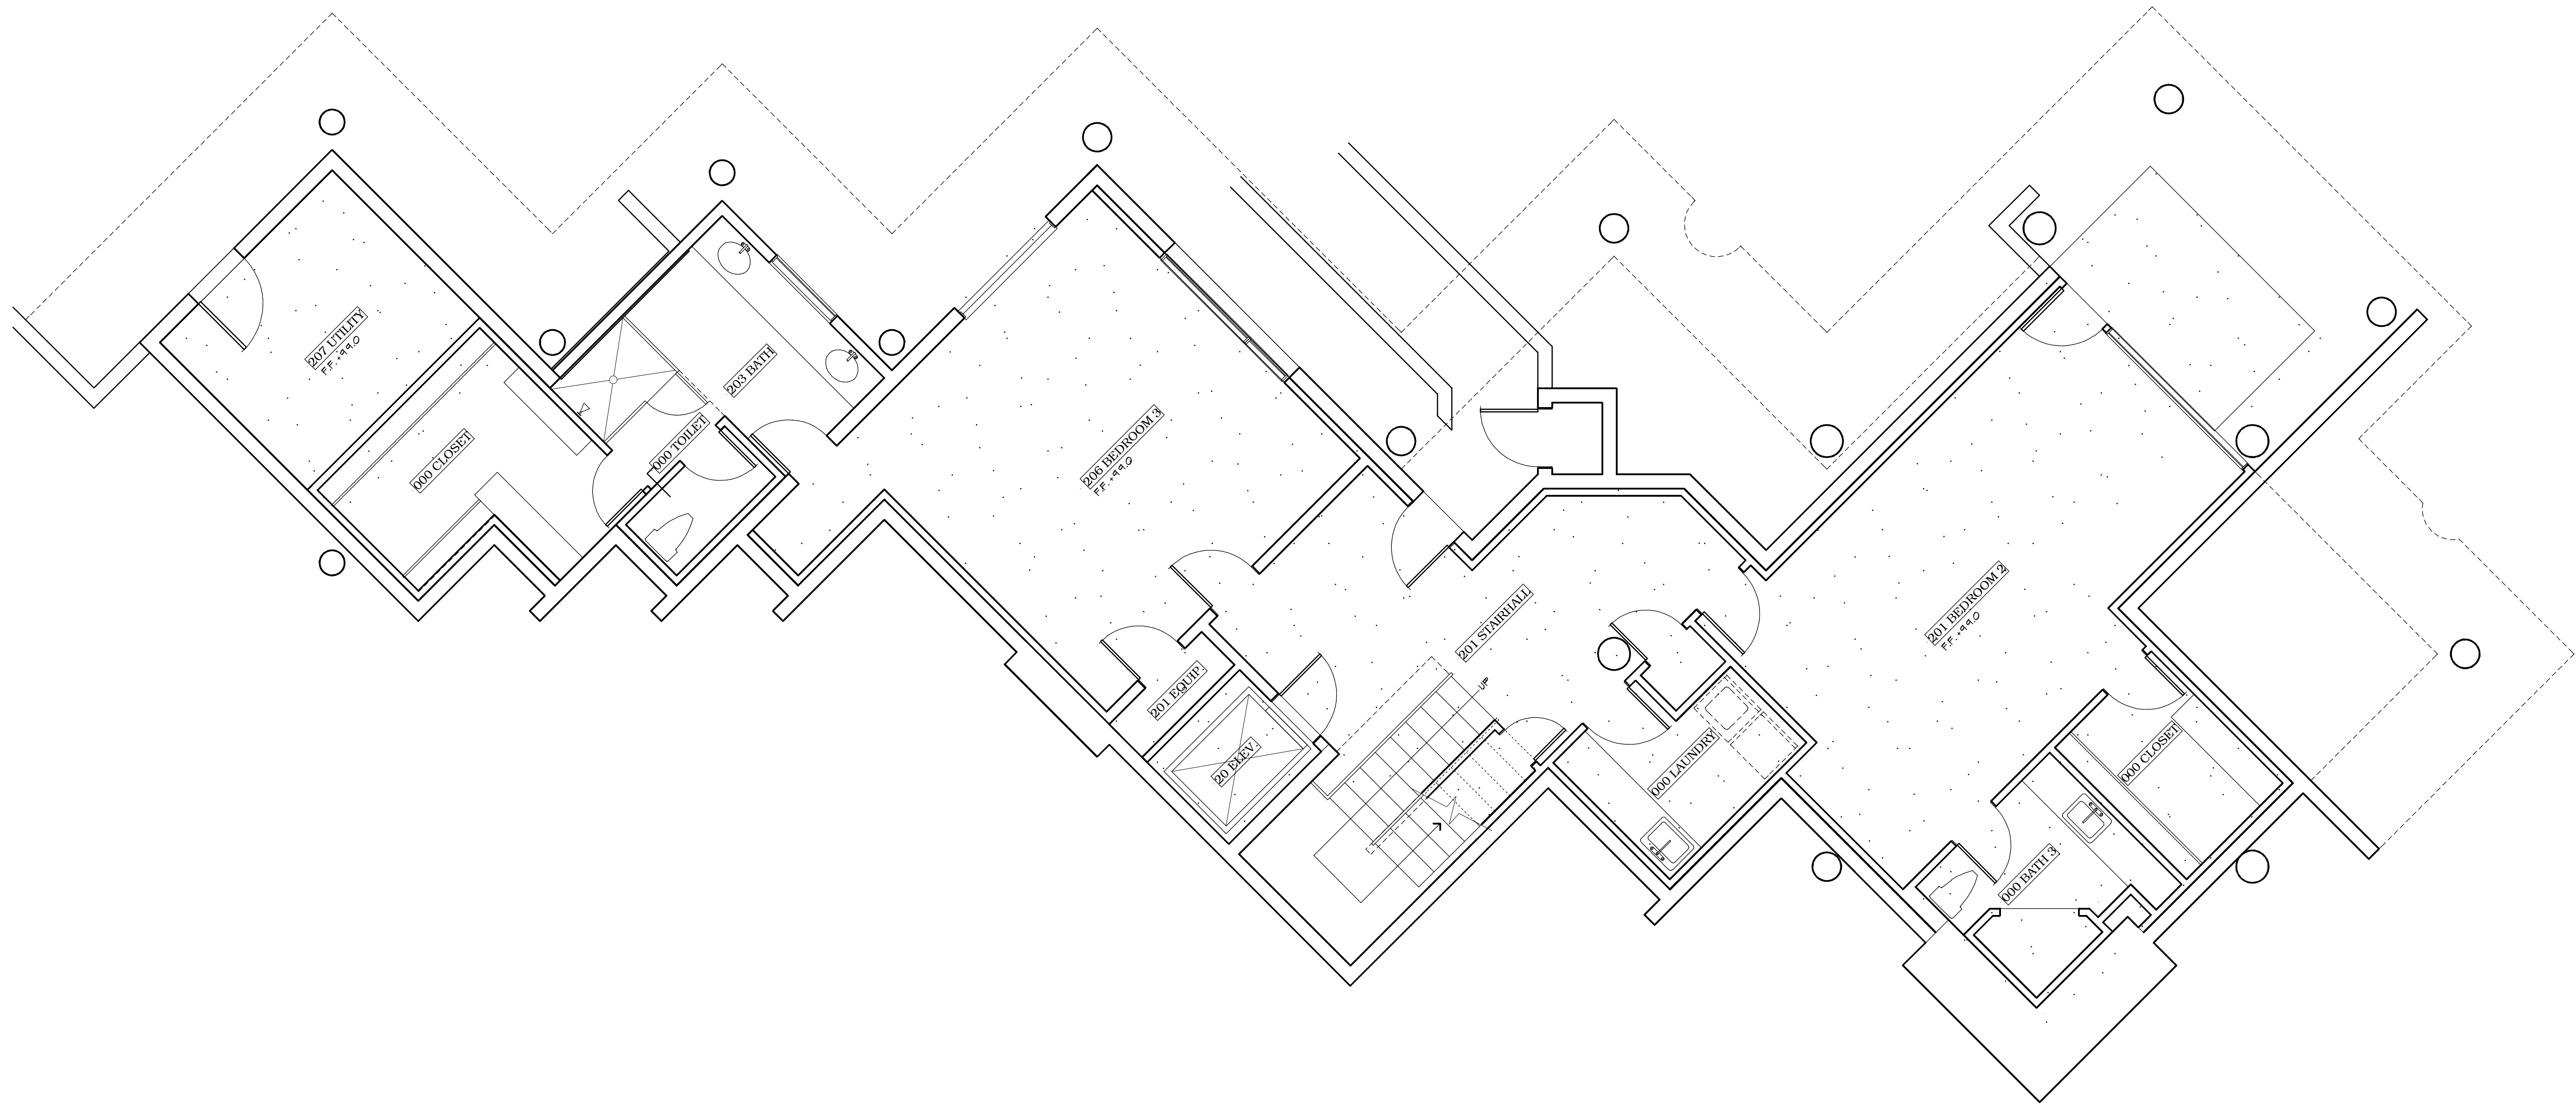 207 UTILITY
F.F. +99.0
000 CLOSET
203 BATH
000 TOILET
206 BEDROOM 3
F.F. +99.0
201 EQUIP.
20 ELEV.
201 STAIRHALL
UP
000 LAUNDRY
201 BEDROOM 2
F.F. +99.0
000 CLOSET
000 BATH 3